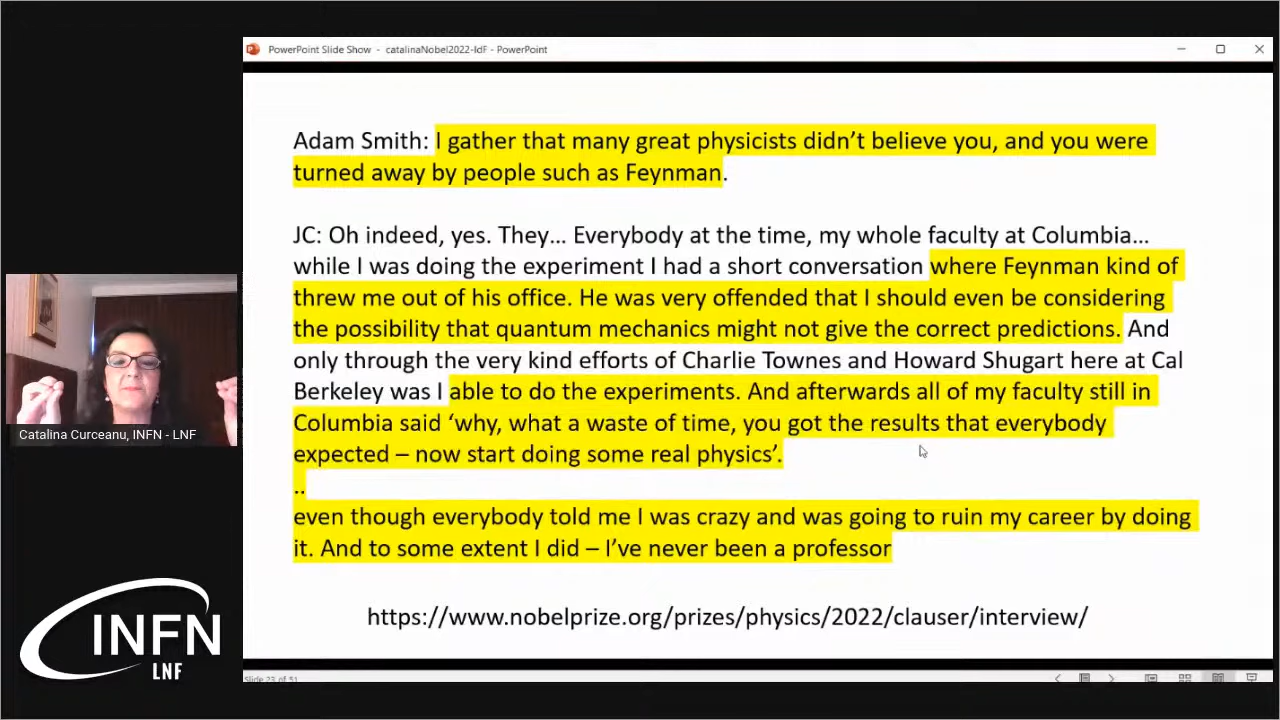 PowerPoint Slide Show - catalinaNobel2022-IdF - PowerPoint
Adam Smith: I gather that many great physicists didn’t believe you, and you were
turned away by people such as Feynman.
JC: Oh indeed, yes. They… Everybody at the time, my whole faculty at Columbia…
while I was doing the experiment I had a short conversation where Feynman kind of
threw me out of his office. He was very offended that I should even be considering
the possibility that quantum mechanics might not give the correct predictions. And
only through the very kind efforts of Charlie Townes and Howard Shugart here at Cal
Berkeley was I able to do the experiments. And afterwards all of my faculty still in
Columbia said ‘why, what a waste of time, you got the results that everybody
expected – now start doing some real physics’.
..
even though everybody told me I was crazy and was going to ruin my career by doing
it. And to some extent I did – I’ve never been a professor
https://www.nobelprize.org/prizes/physics/2022/clauser/interview/
Slide 23 of 51
Catalina Curceanu, INFN - LNF
INFN
LNF